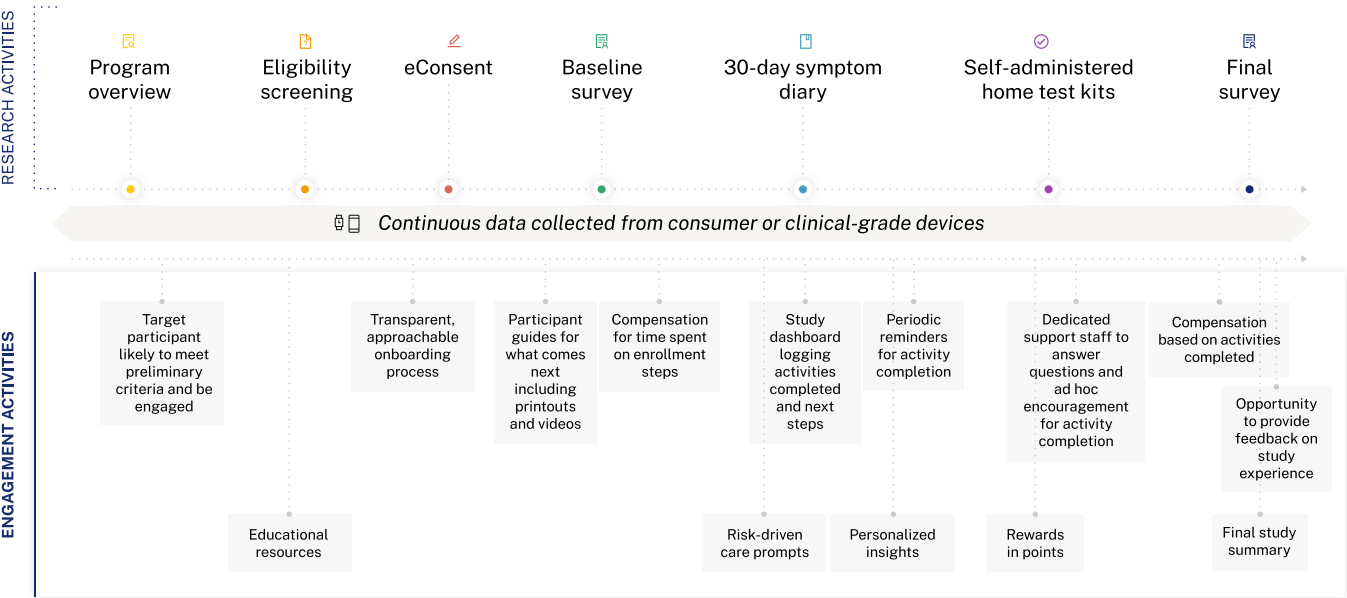 RESEARCH ACTIVITIES
Program
overview
Eligibility
screening
eConsent
Baseline
survey
30-day symptom
diary
Self-administered
home test kits
Final
survey
Continuous data collected from consumer or clinical-grade devices
ENGAGEMENT ACTIVITIES
Target
participant
likely to meet
preliminary
criteria and be
engaged
Educational
resources
Transparent,
approachable
onboarding
process
Participant
guides for
what comes
next
including
printouts
and videos
Compensation
for time spent
on enrollment
steps
Risk-driven
care prompts
Study
dashboard
logging
activities
completed
and next
steps
Personalized
insights
Periodic
reminders
for activity
completion
Rewards
in points
Dedicated
support staff to
answer
questions and
ad hoc
encouragement
for activity
completion
Compensation
based on activities
completed
Opportunity
to provide
feedback on
study
experience
Final study
summary